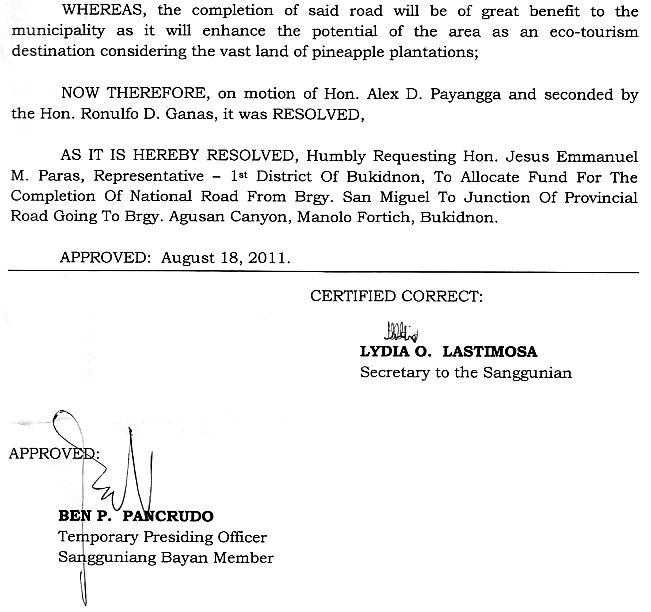 WHEREAS, the completion of said road will be of great benefit to the
municipality as it will enhance the potential of the area as an eco-tourism
destination considering the vast land of pineapple plantations;
NOW THEREFORE, on motion of Hon. Alex D. Payangga and seconded by
the Hon. Ronulfo D. Ganas, it was RESOLVED,
AS IT IS HEREBY RESOLVED, Humbly Requesting Hon. Jesus Emmanuel
M. Paras, Representative – 1st District Of Bukidnon, To Allocate Fund For The
Completion Of National Road From Brgy. San Miguel To Junction Of Provincial
Road Going To Brgy. Agusan Canyon, Manolo Fortich, Bukidnon.
APPROVED: August 18, 2011.
CERTIFIED CORRECT:
LYDIA O. LASTIMOSA
Secretary to the Sanggunian
APPROVED:
BEN P. PANCRUDO
Temporary Presiding Officer
Sangguniang Bayan Member